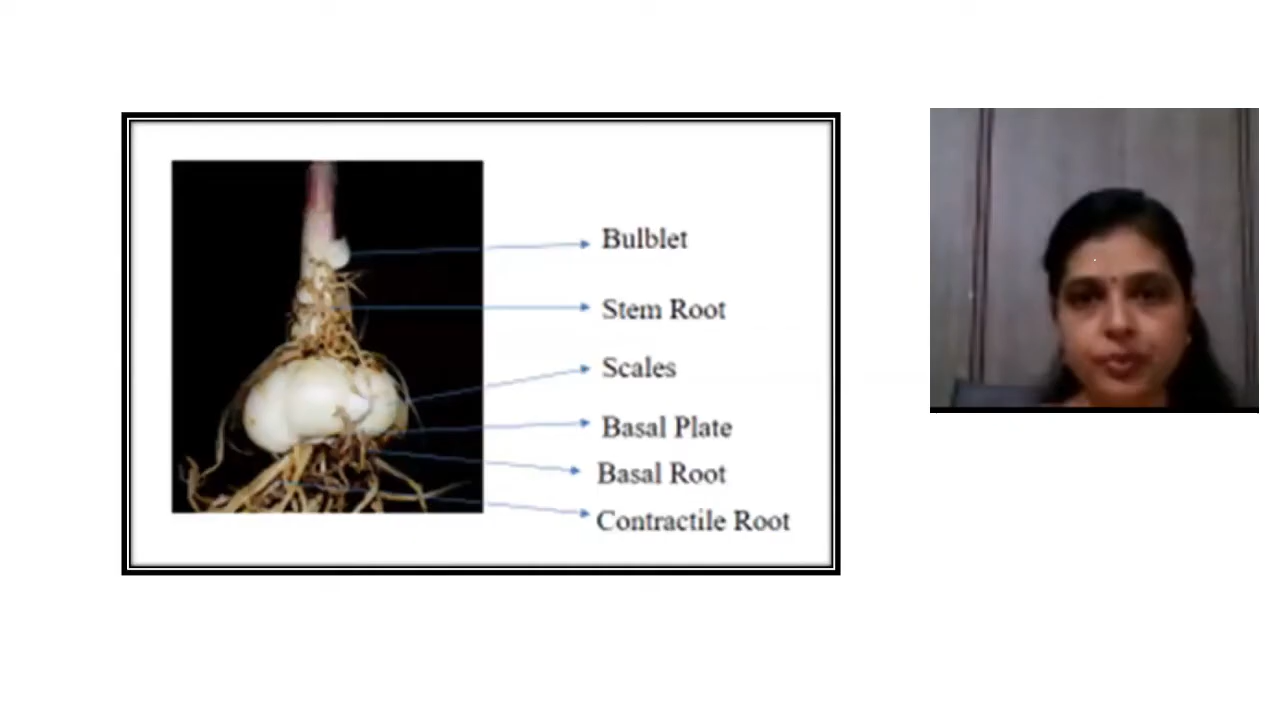 Bulblet
Stem Root
Scales
Basal Plate
Basal Root
Contractile Root